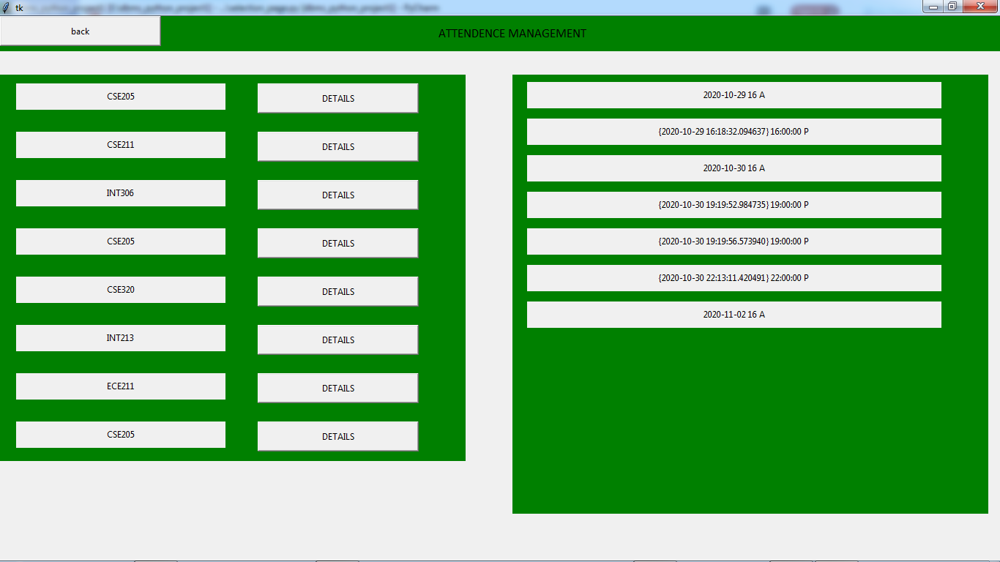 tk
back
ATTENDENCE MANAGEMENT
CSE205
DETAILS
CSE211
DETAILS
INT306
DETAILS
CSE205
DETAILS
CSE320
DETAILS
INT213
DETAILS
ECE211
DETAILS
CSE205
DETAILS
2020-10-29 16 A
{2020-10-29 16:18:32.094637} 16:00:00 P
2020-10-30 16 A
{2020-10-30 19:19:52.984735} 19:00:00 P
{2020-10-30 19:19:56.573940} 19:00:00 P
{2020-10-30 22:13:11.420491} 22:00:00 P
2020-11-02 16 A